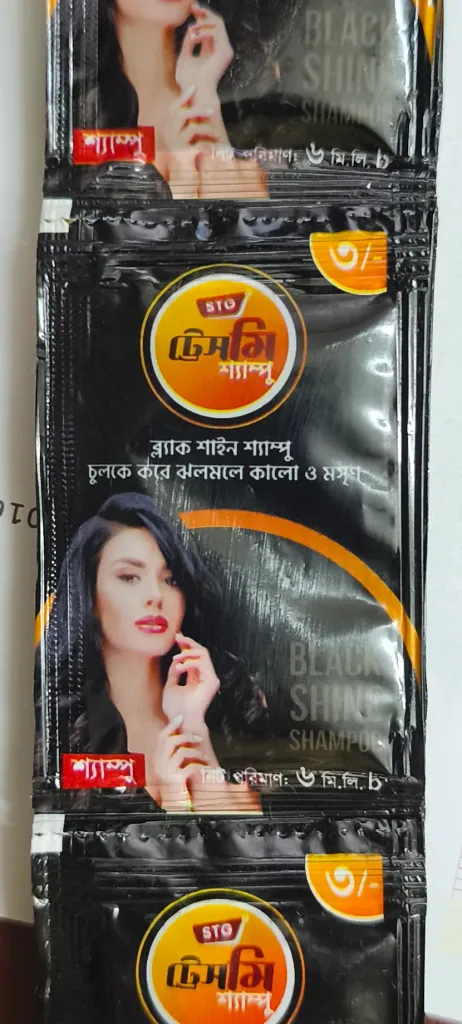 BLACK
SHINE
SHAMPOO
শ্যাম্পু
নিট পরিমাণ: ৬ মি.লি.
৩/-
STG
ট্রেসমি
শ্যাম্পু
ব্ল্যাক শাইন শ্যাম্পু
চুলকে করে ঝলমলে কালো ও মসৃণ
BLACK
SHINE
SHAMPOO
শ্যাম্পু
নিট পরিমাণ: ৬ মি.লি.
৩/-
STG
ট্রেসমি
শ্যাম্পু